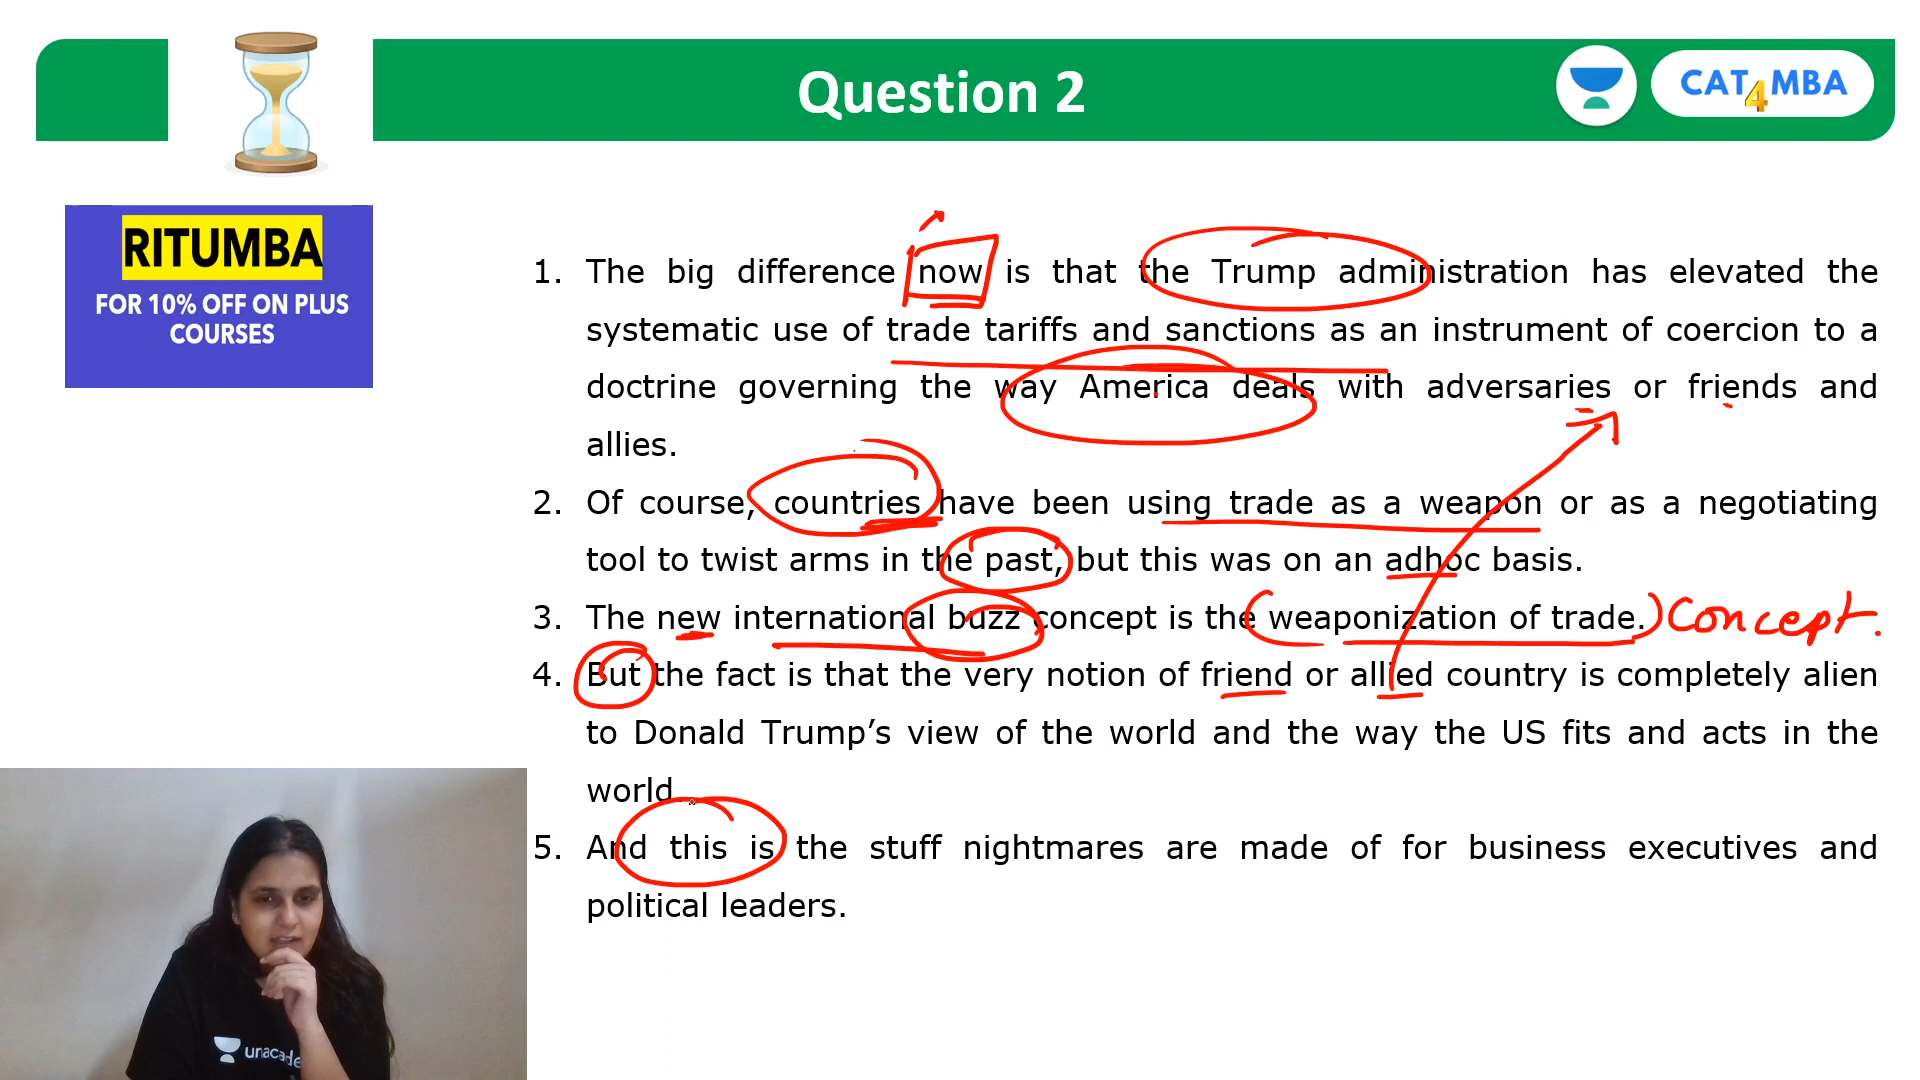 Question 2
CAT4MBA
RITUMBA
FOR 10% OFF ON PLUS
COURSES
1. The big difference now is that the Trump administration has elevated the
systematic use of trade tariffs and sanctions as an instrument of coercion to a
doctrine governing the way America deals with adversaries or friends and
allies.
2. Of course, countries have been using trade as a weapon or as a negotiating
tool to twist arms in the past, but this was on an adhoc basis.
3. The new international buzz concept is the weaponization of trade. Concept.
4. But the fact is that the very notion of friend or allied country is completely alien
to Donald Trump’s view of the world and the way the US fits and acts in the
world.
5. And this is the stuff nightmares are made of for business executives and
political leaders.
unacade